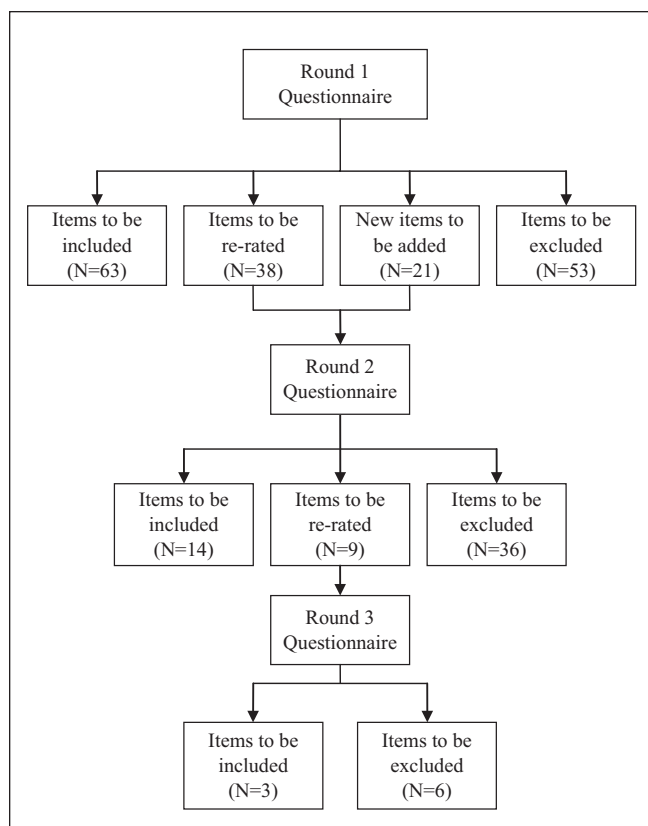 Round 1
Questionnaire
Items to be
included
(N=63)
Items to be
re-rated
(N=38)
New items to
be added
(N=21)
Items to be
excluded
(N=53)
Round 2
Questionnaire
Items to be
included
(N=14)
Items to be
re-rated
(N=9)
Items to be
excluded
(N=36)
Round 3
Questionnaire
Items to be
included
(N=3)
Items to be
excluded
(N=6)